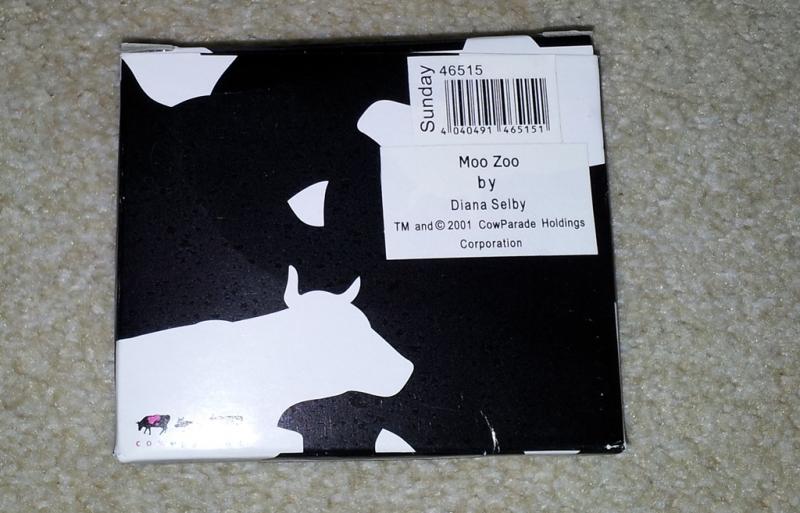 Sunday
46515
4 040491 465151
Moo Zoo
by
Diana Selby
TM and © 2001 CowParade Holdings
Corporation